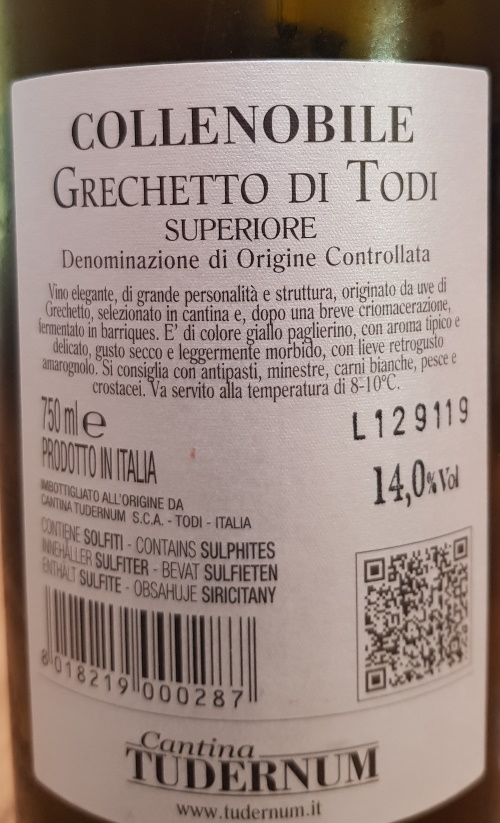 COLLENOBILE
GRECHETTO DI TODI
SUPERIORE
Denominazione di Origine Controllata
Vino elegante, di grande personalità e struttura, originato da uve di
Grechetto, selezionato in cantina e, dopo una breve criomacerazione,
fermentato in barriques. E' di colore giallo paglierino, con aroma tipico e
delicato, gusto secco e leggermente morbido, con lieve retrogusto
amarognolo. Si consiglia con antipasti, minestre, carni bianche, pesce e
crostacei. Va servito alla temperatura di 8-10°C.
750 ml e
L129119
PRODOTTO IN ITALIA
14,0% Vol
IMBOTTIGLIATO ALL'ORIGINE DA
CANTINA TUDERNUM S.C.A. - TODI - ITALIA
CONTIENE SOLFITI - CONTAINS SULPHITES
INNEHÅLLER SULFITER - BEVAT SULFIETEN
ENTHÄLT SULFITE - OBSAHUJE SIRICITANY
8 018219 000287
Cantina
TUDERNUM
www.tudernum.it